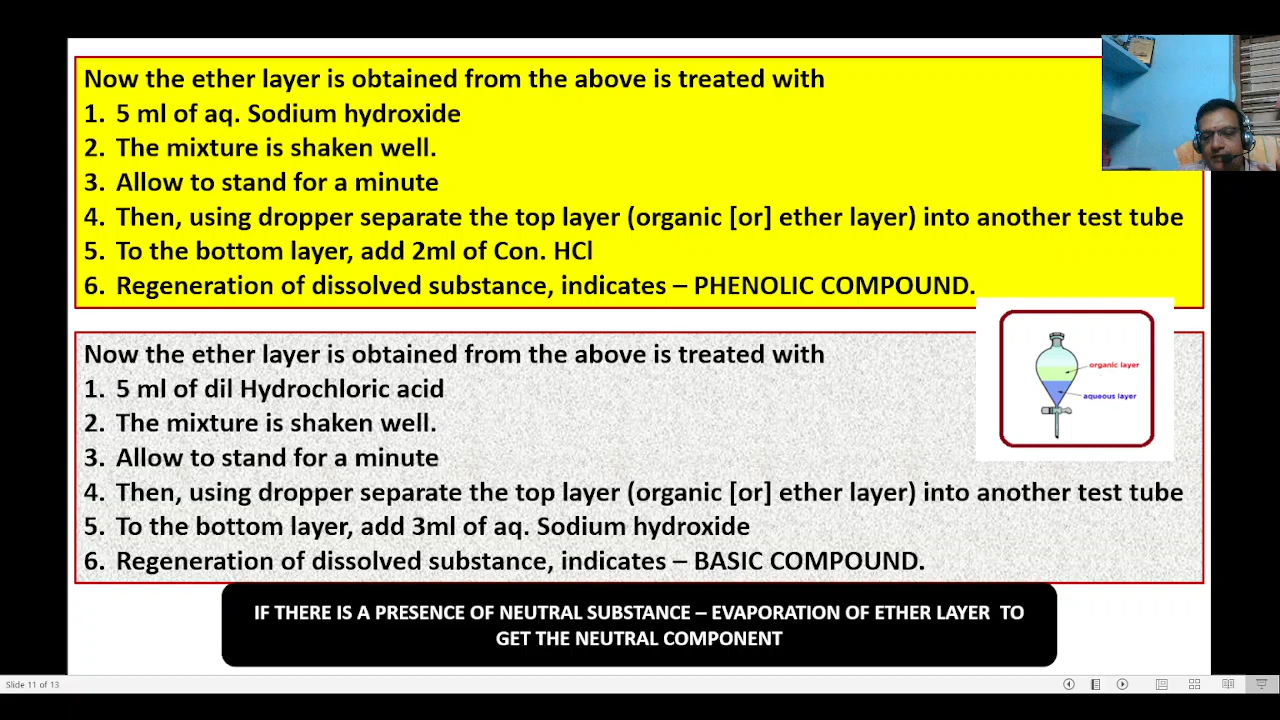 Now the ether layer is obtained from the above is treated with
1. 5 ml of aq. Sodium hydroxide
2. The mixture is shaken well.
3. Allow to stand for a minute
4. Then, using dropper separate the top layer (organic [or] ether layer) into another test tube
5. To the bottom layer, add 2ml of Con. HCl
6. Regeneration of dissolved substance, indicates – PHENOLIC COMPOUND.
Now the ether layer is obtained from the above is treated with
1. 5 ml of dil Hydrochloric acid
2. The mixture is shaken well.
3. Allow to stand for a minute
4. Then, using dropper separate the top layer (organic [or] ether layer) into another test tube
5. To the bottom layer, add 3ml of aq. Sodium hydroxide
6. Regeneration of dissolved substance, indicates – BASIC COMPOUND.
organic layer
aqueous layer
IF THERE IS A PRESENCE OF NEUTRAL SUBSTANCE – EVAPORATION OF ETHER LAYER TO
GET THE NEUTRAL COMPONENT
Slide 11 of 13